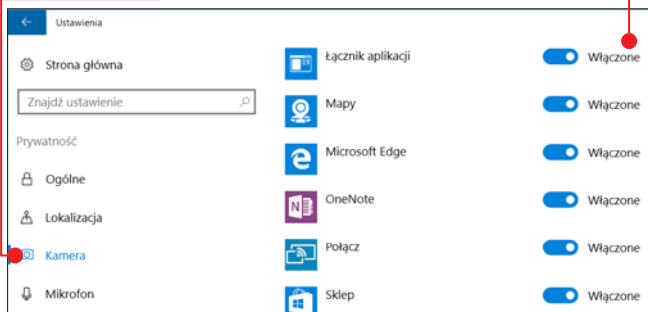 Ustawienia
Strona główna
Znajdź ustawienie
Prywatność
Ogólne
Lokalizacja
Kamera
Mikrofon
Łącznik aplikacji Włączone
Mapy Włączone
Microsoft Edge Włączone
OneNote Włączone
Połącz Włączone
Sklep Włączone